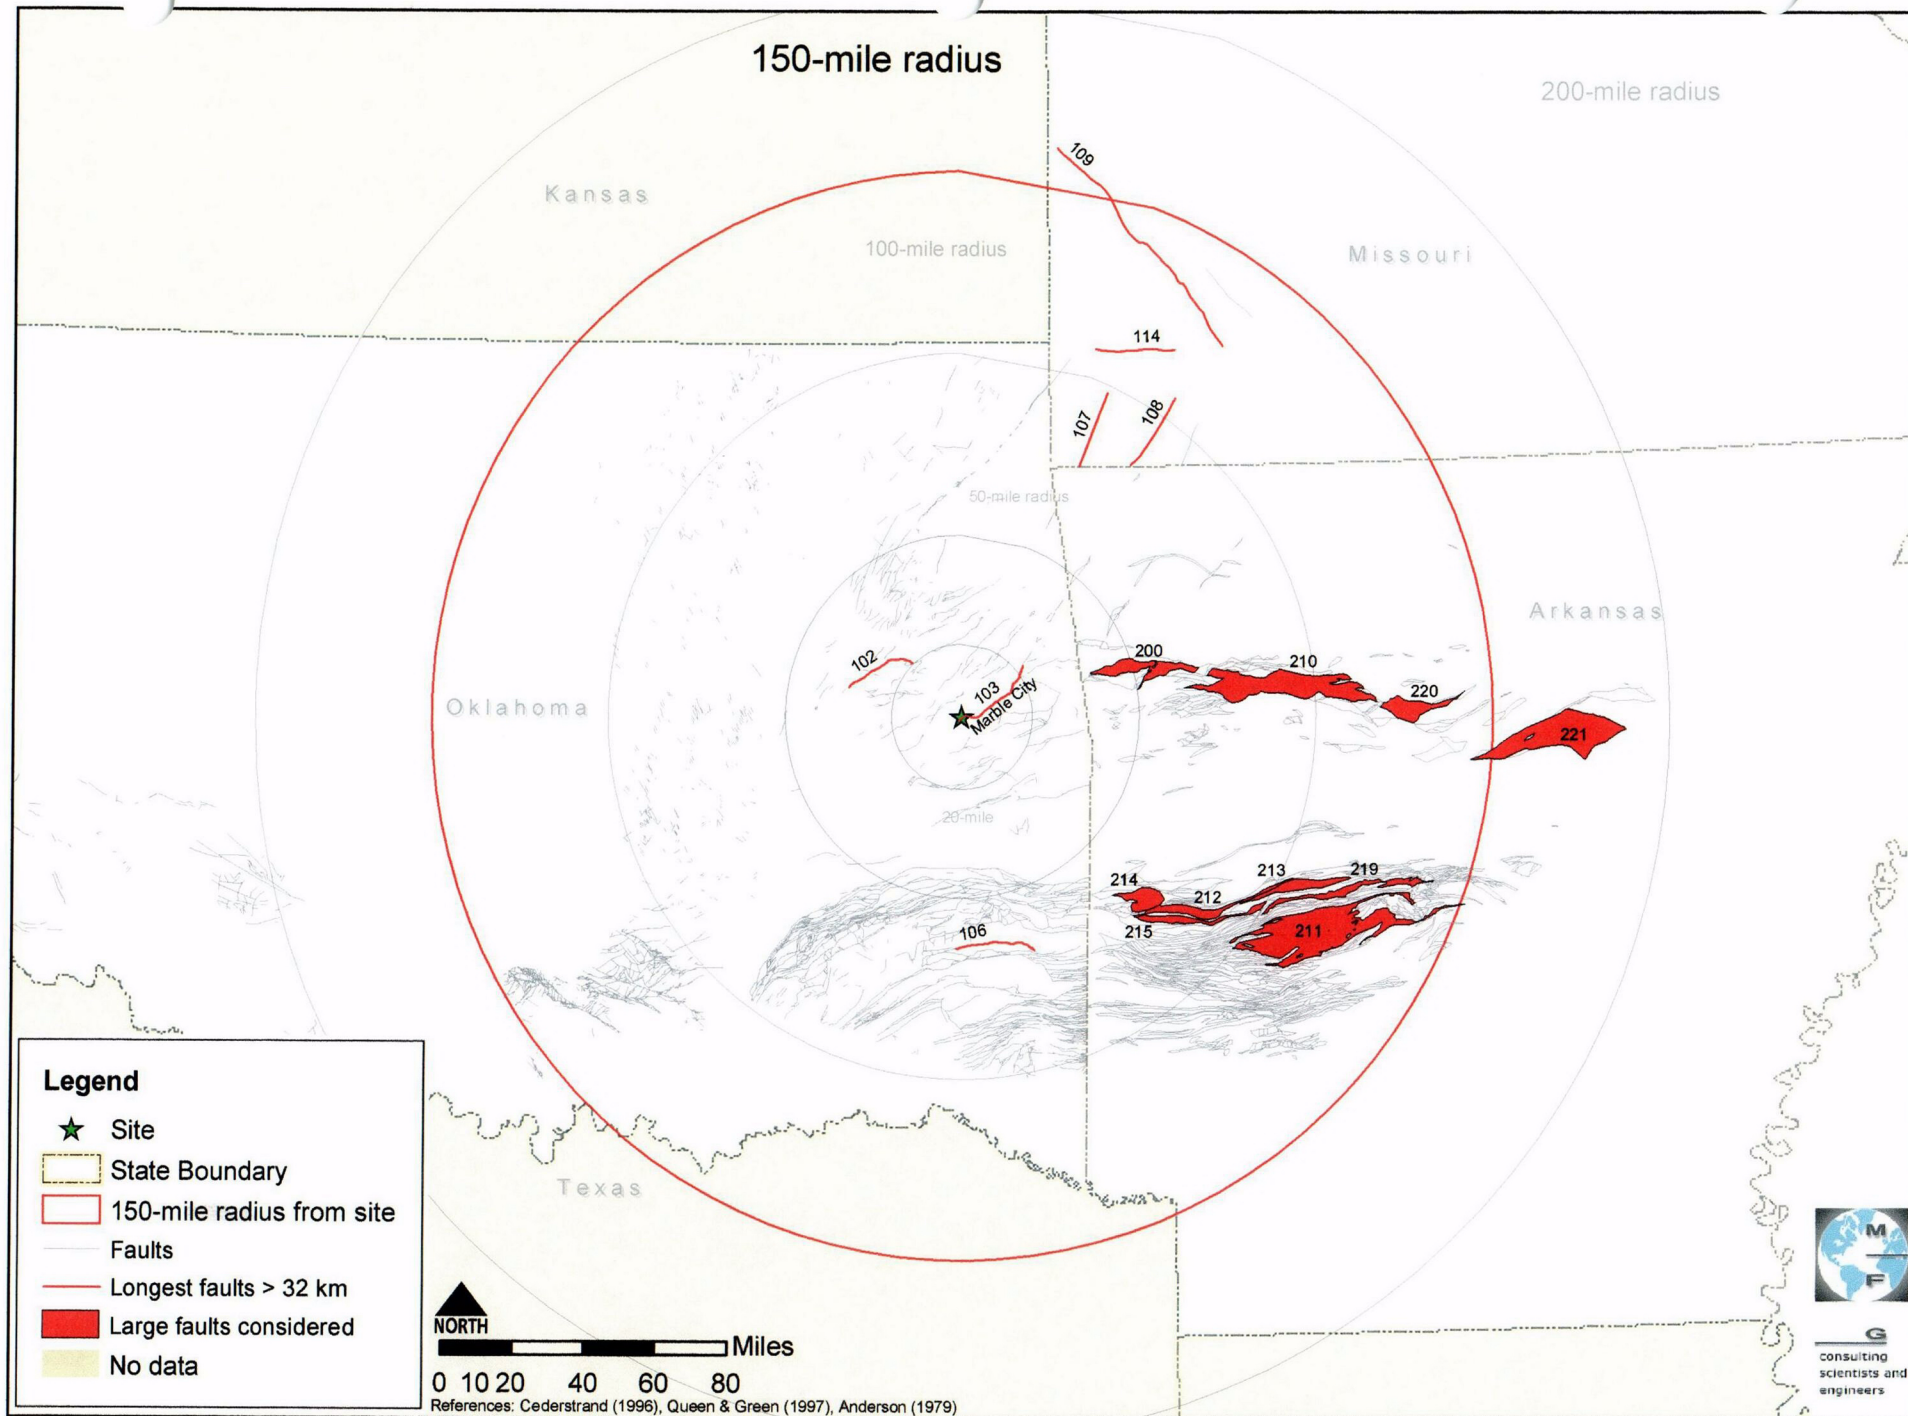 150-mile radius
200-mile radius
109
Kansas
100-mile radius
Missouri
114
107
108
50-mile radius
Arkansas
102
200
210
103
220
Oklahoma
Marble City
221
20-mile
214
213
219
212
106
215
211
Legend
Site
State Boundary
150-mile radius from site
Faults
Longest faults > 32 km
Large faults considered
No data
Texas
NORTH
Miles
0 10 20 40 60 80
References: Cederstrand (1996), Queen & Green (1997), Anderson (1979)
M
F
G
consulting
scientists and
engineers